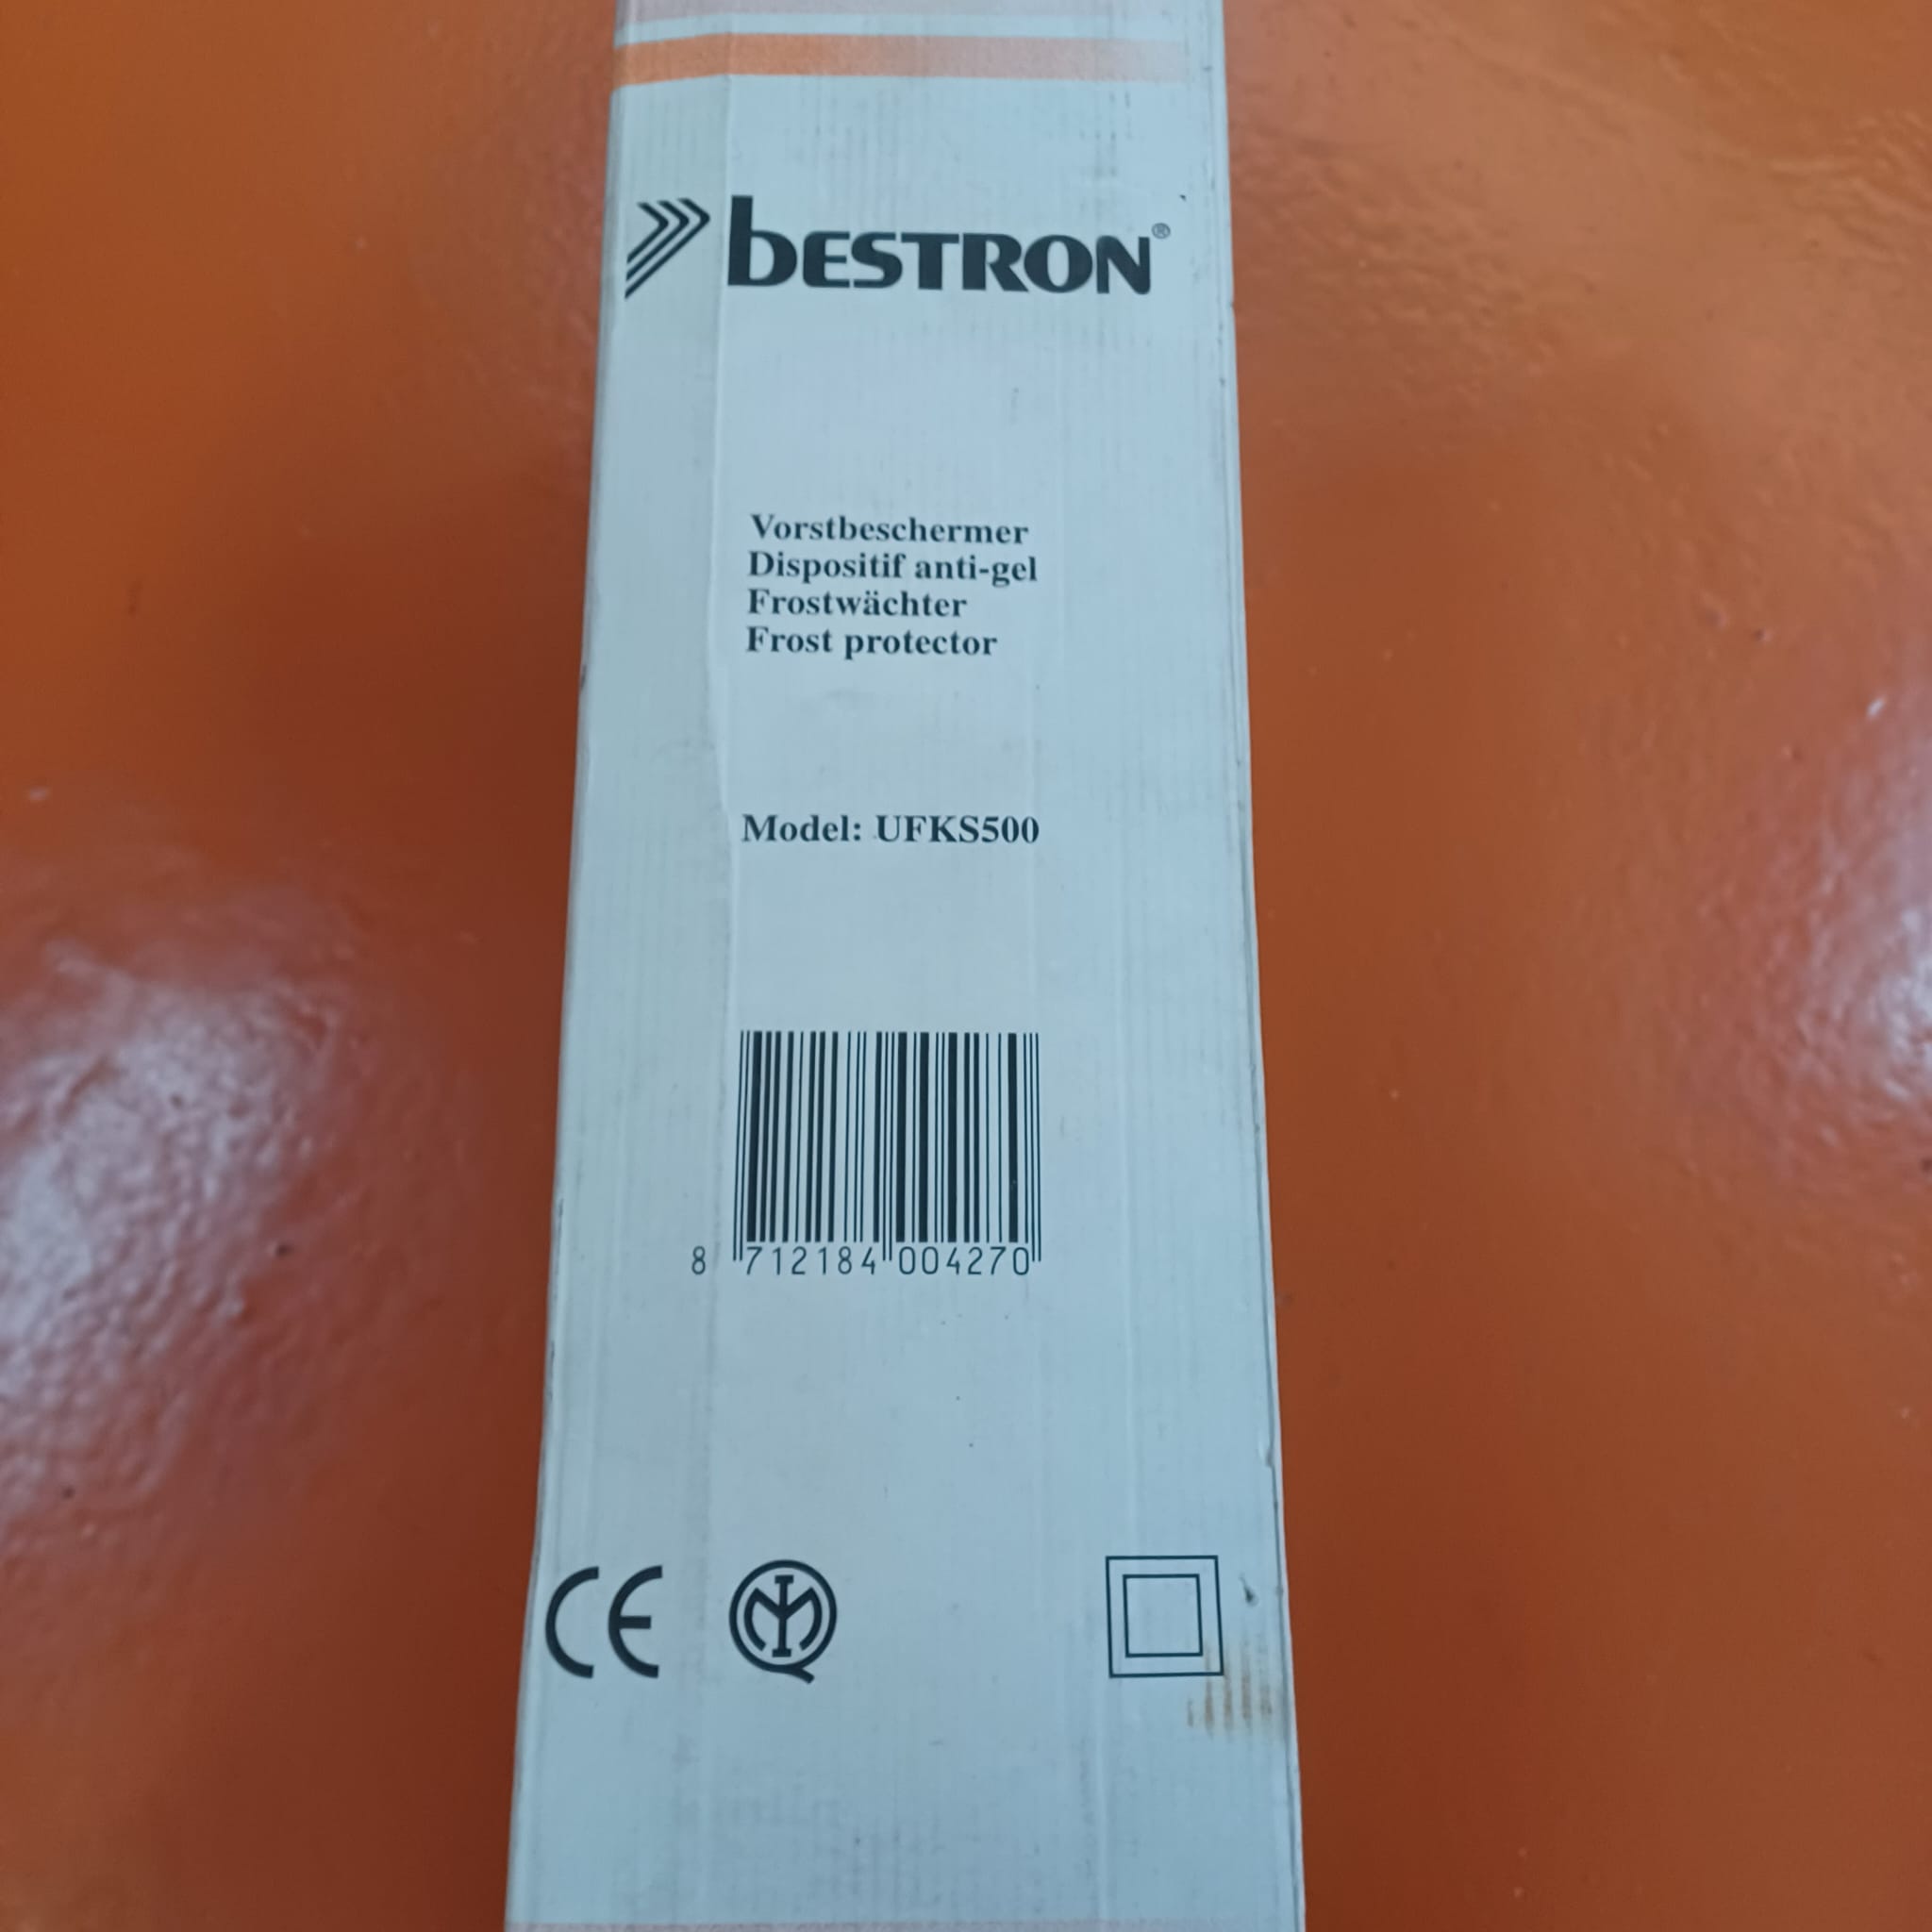 bESTRON®
Vorstbeschermer
Dispositif anti-gel
Frostwächter
Frost protector
Model: UFKS500
8 712184 004270
CE